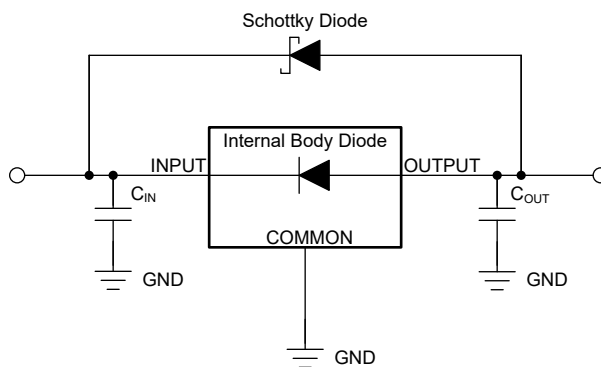 Schottky Diode
Internal Body Diode
INPUT
OUTPUT
CIN
COUT
COMMON
GND
GND
GND